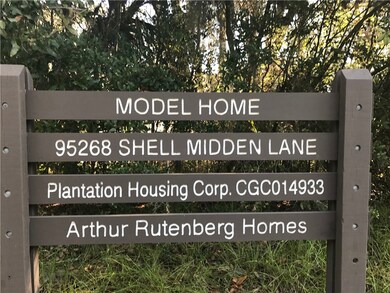 MODEL HOME
95268 SHELL MIDDEN LANE
Plantation Housing Corp. CGC014933
Arthur Rutenberg Homes